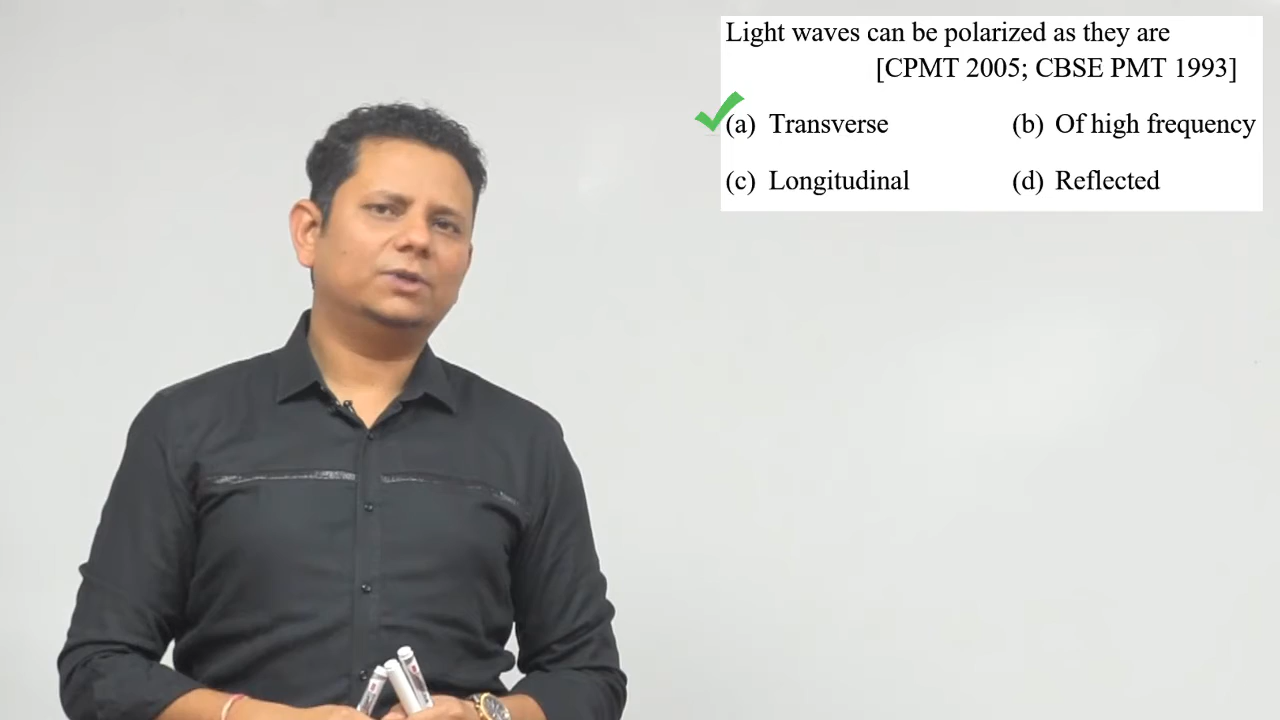 Light waves can be polarized as they are
[CPMT 2005; CBSE PMT 1993]
(a) Transverse (b) Of high frequency
(c) Longitudinal (d) Reflected